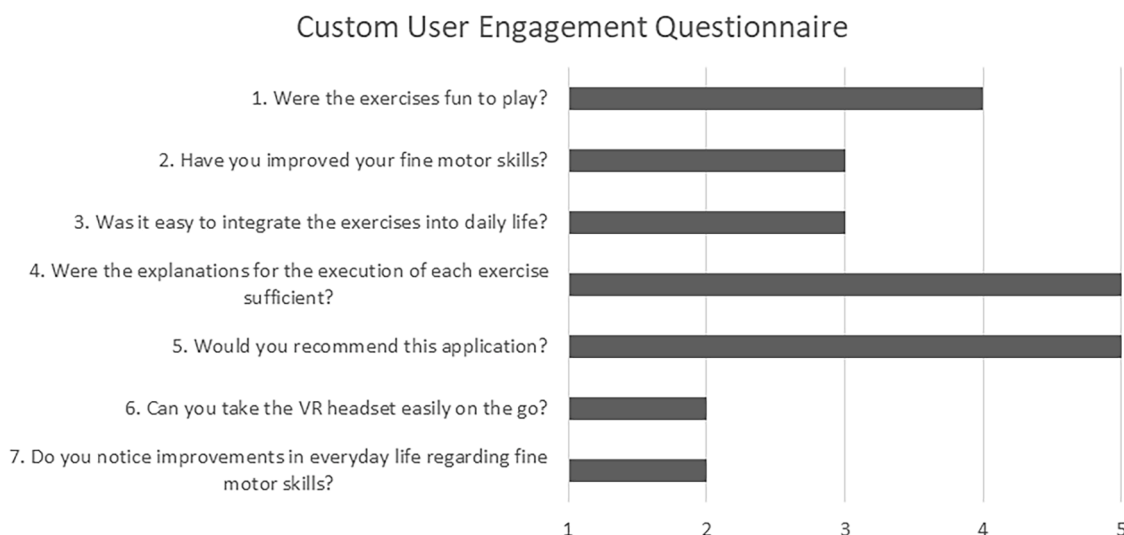 Custom User Engagement Questionnaire
1. Were the exercises fun to play?
2. Have you improved your fine motor skills?
3. Was it easy to integrate the exercises into daily life?
4. Were the explanations for the execution of each exercise
sufficient?
5. Would you recommend this application?
6. Can you take the VR headset easily on the go?
7. Do you notice improvements in everyday life regarding fine
motor skills?
1 2 3 4 5